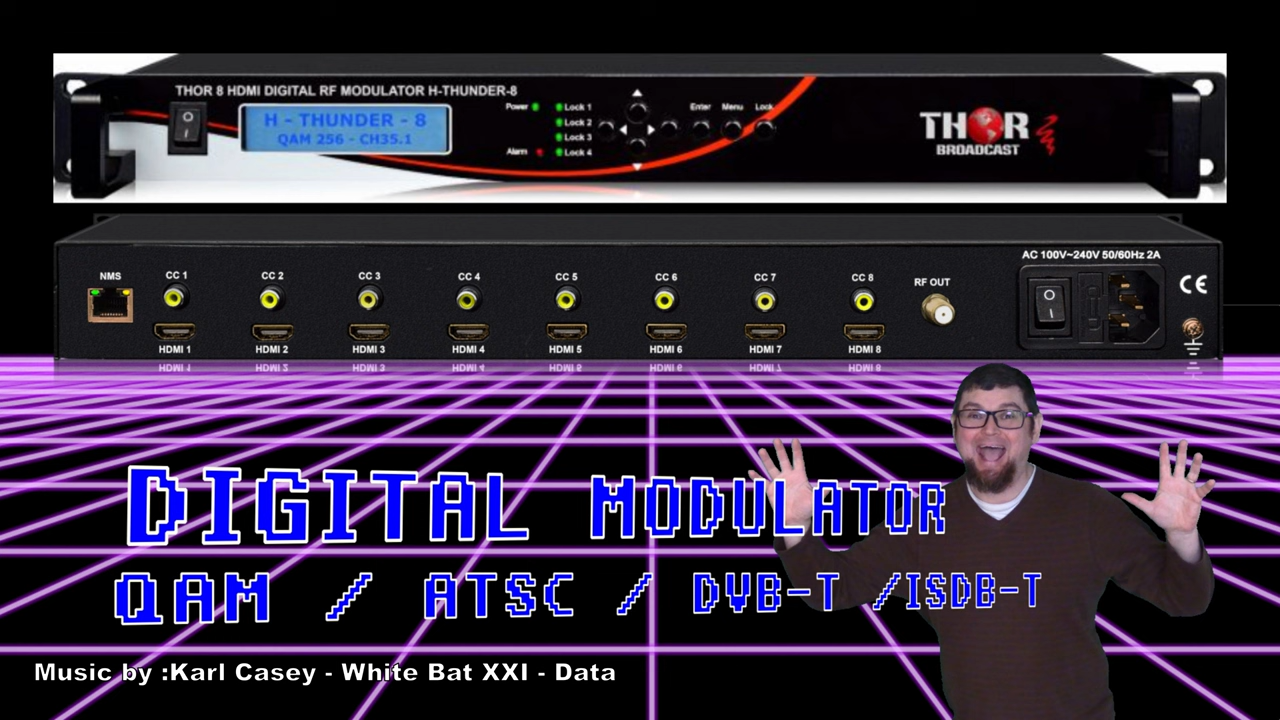 THOR 8 HDMI DIGITAL RF MODULATOR H-THUNDER-8
H - THUNDER - 8
QAM 256 - CH35.1
Power
Alarm
Lock 1
Lock 2
Lock 3
Lock 4
Enter Menu Lock
THOR
BROADCAST
NMS CC 1 CC 2 CC 3 CC 4 CC 5 CC 6 CC 7 CC 8 RF OUT
AC 100V~240V 50/60Hz 2A
CE
HDMI 1 HDMI 2 HDMI 3 HDMI 4 HDMI 5 HDMI 6 HDMI 7 HDMI 8
DIGITAL MODULATOR
QAM / ATSC / DVB-T /ISDB-T
Music by :Karl Casey - White Bat XXI - Data